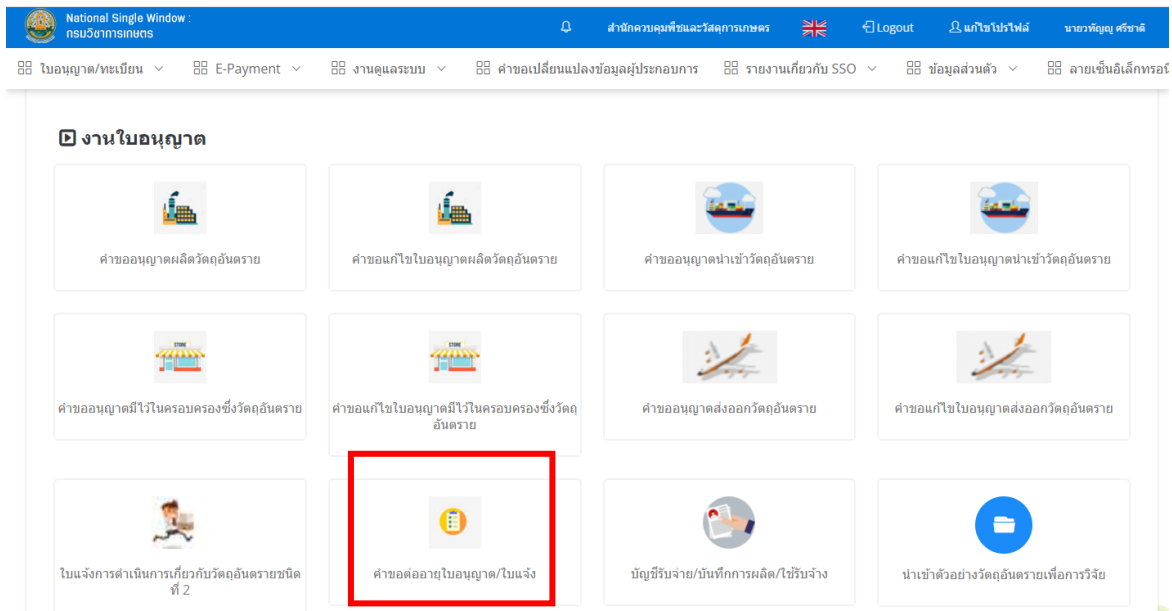 National Single Window :
กรมวิชาการเกษตร
สำนักควบคุมพืชและวัสดุการเกษตร
Logout
แก้ไขโปรไฟล์
นายวทัญญู ศรีชาติ
ใบอนุญาต/ทะเบียน
E-Payment
งานดูแลระบบ
คำขอเปลี่ยนแปลงข้อมูลผู้ประกอบการ
รายงานเกี่ยวกับ SSO
ข้อมูลส่วนตัว
ลายเซ็นอิเล็กทรอนิ
งานใบอนุญาต
คำขออนุญาตผลิตวัตถุอันตราย
คำขอแก้ไขใบอนุญาตผลิตวัตถุอันตราย
คำขออนุญาตนำเข้าวัตถุอันตราย
คำขอแก้ไขใบอนุญาตนำเข้าวัตถุอันตราย
STORE
STORE
คำขออนุญาตมีไว้ในครอบครองซึ่งวัตถุอันตราย
คำขอแก้ไขใบอนุญาตมีไว้ในครอบครองซึ่งวัตถุ
อันตราย
คำขออนุญาตส่งออกวัตถุอันตราย
คำขอแก้ไขใบอนุญาตส่งออกวัตถุอันตราย
ใบแจ้งการดำเนินการเกี่ยวกับวัตถุอันตรายชนิด
ที่ 2
คำขอต่ออายุใบอนุญาต/ใบแจ้ง
บัญชีรับจ่าย/บันทึกการผลิต/ใช้รับจ้าง
นำเข้าตัวอย่างวัตถุอันตรายเพื่อการวิจัย